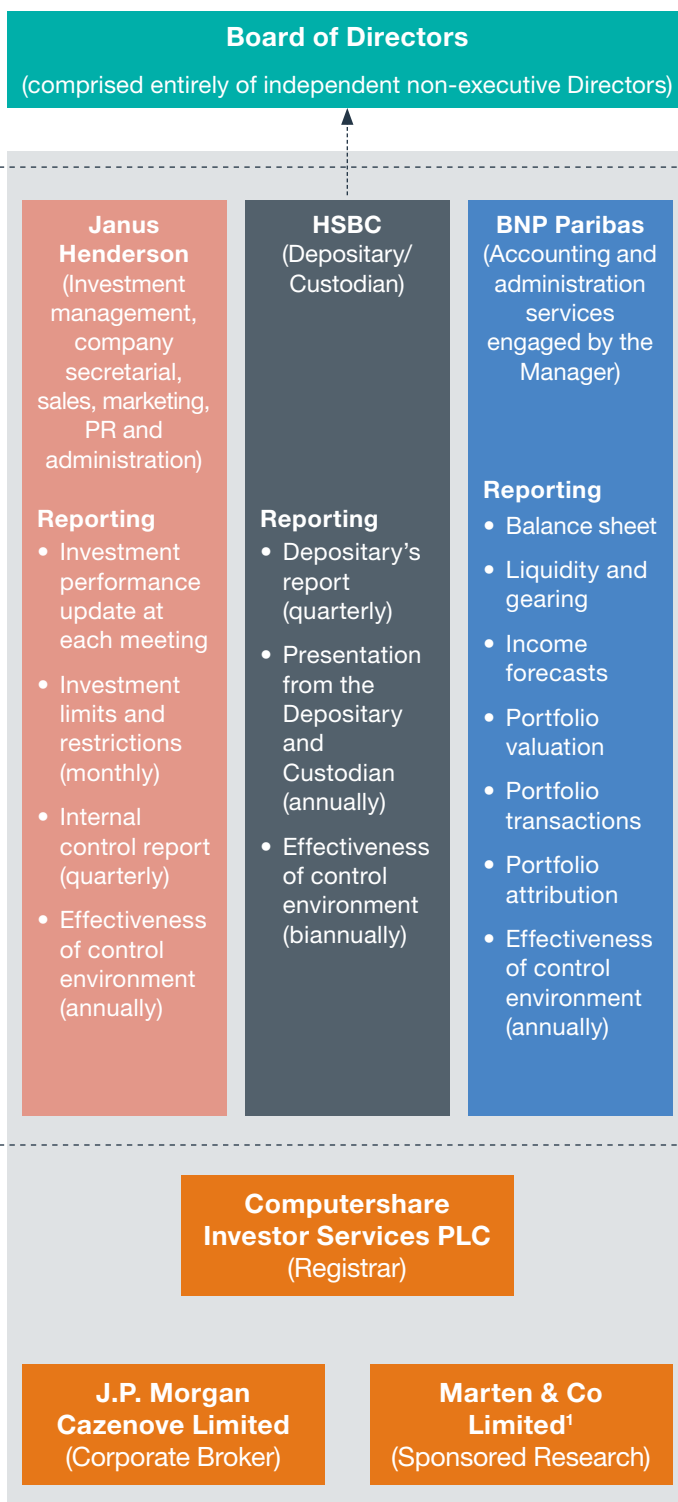 Board of Directors
(comprised entirely of independent non-executive Directors)
Janus
Henderson
(Investment
management,
company
secretarial,
sales, marketing,
PR and
administration)
Reporting
• Investment
performance
update at
each meeting
• Investment
limits and
restrictions
(monthly)
• Internal
control report
(quarterly)
• Effectiveness
of control
environment
(annually)
HSBC
(Depositary/
Custodian)
Reporting
• Depositary’s
report
(quarterly)
• Presentation
from the
Depositary
and
Custodian
(annually)
• Effectiveness
of control
environment
(biannually)
BNP Paribas
(Accounting and
administration
services
engaged by the
Manager)
Reporting
• Balance sheet
• Liquidity and
gearing
• Income
forecasts
• Portfolio
valuation
• Portfolio
transactions
• Portfolio
attribution
• Effectiveness
of control
environment
(annually)
Computershare
Investor Services PLC
(Registrar)
J.P. Morgan
Cazenove Limited
(Corporate Broker)
Marten & Co
Limited¹
(Sponsored Research)